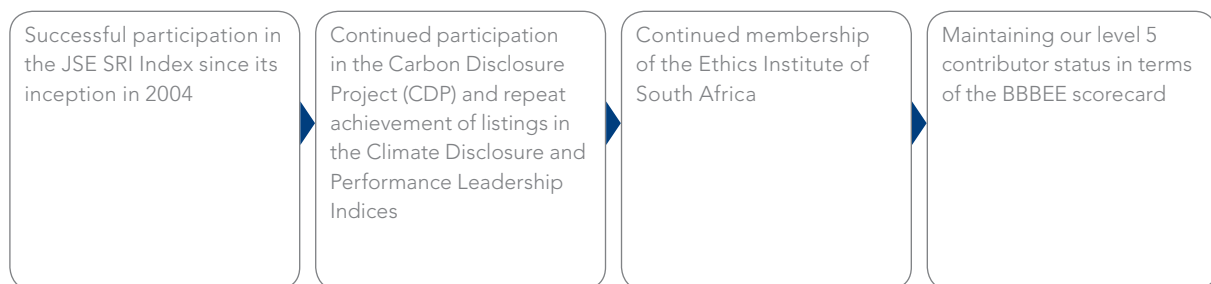 Successful participation in
the JSE SRI Index since its
inception in 2004
Continued participation
in the Carbon Disclosure
Project (CDP) and repeat
achievement of listings in
the Climate Disclosure and
Performance Leadership
Indices
Continued membership
of the Ethics Institute of
South Africa
Maintaining our level 5
contributor status in terms
of the BBBEE scorecard